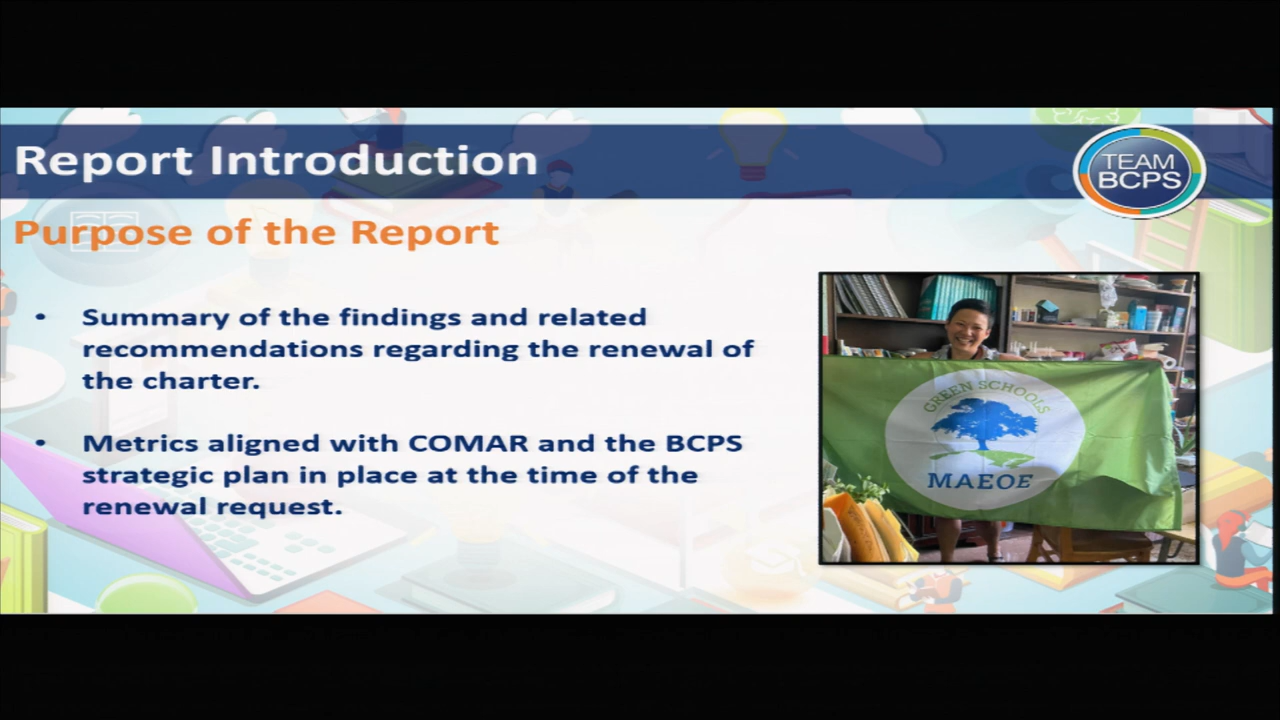 Report Introduction
TEAM
BCPS
Purpose of the Report
• Summary of the findings and related
recommendations regarding the renewal of
the charter.
• Metrics aligned with COMAR and the BCPS
strategic plan in place at the time of the
renewal request.
GREEN SCHOOLS
MAEOE